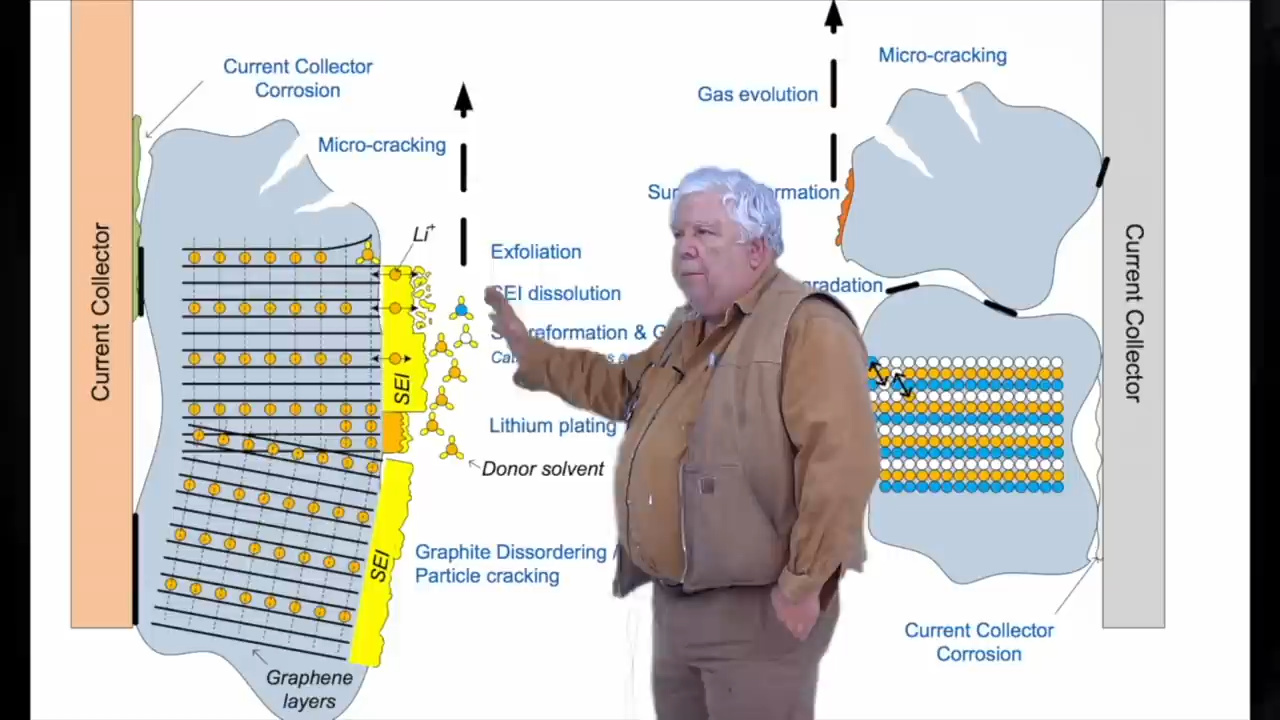 Current Collector
Corrosion
Micro-cracking
Current Collector
Li+
Exfoliation
SEI dissolution
reformation &
SEI
Lithium plating
Donor solvent
SEI
Graphite Dissordering /
Particle cracking
Graphene
layers
Micro-cracking
Gas evolution
Current Collector
Current Collector
Corrosion